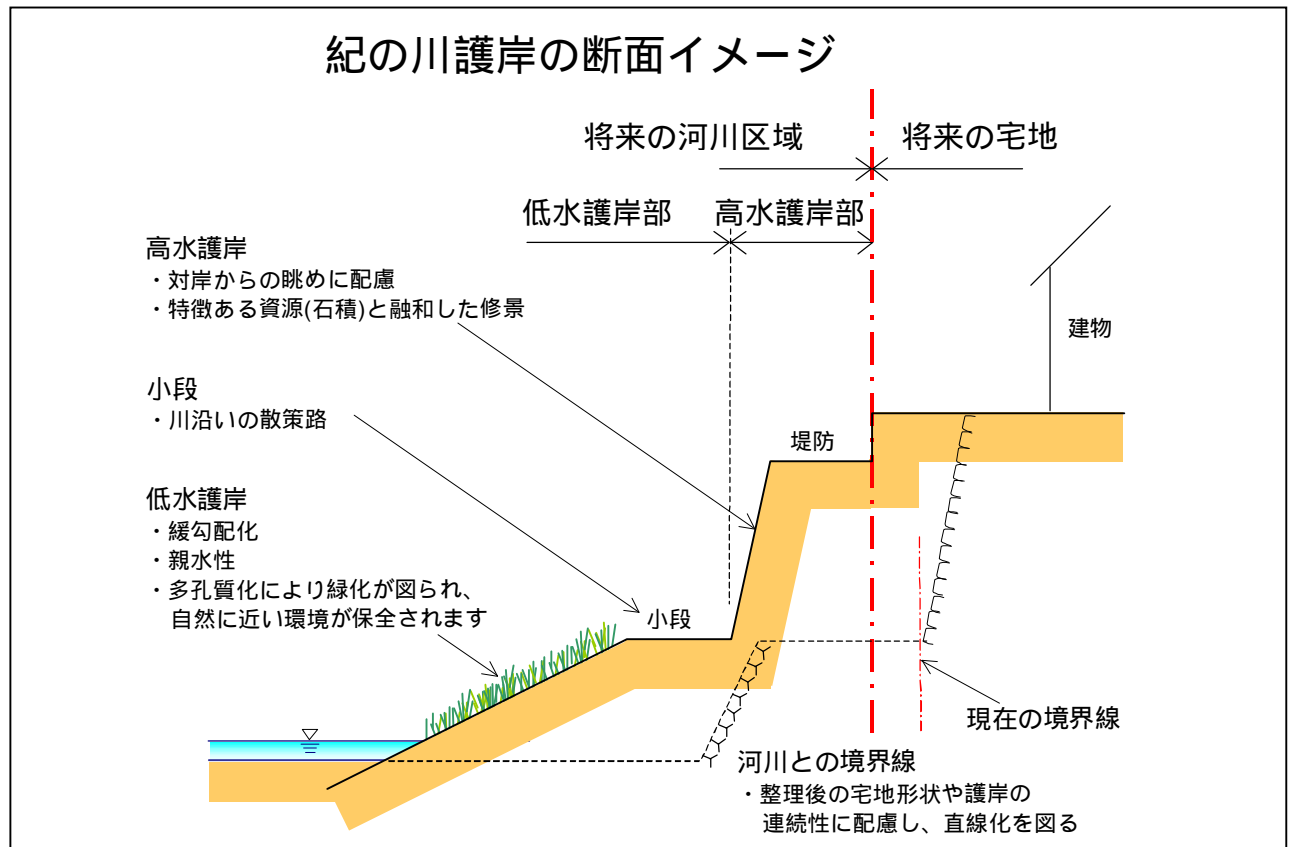 紀の川護岸の断面イメージ
将来の河川区域
将来の宅地
低水護岸部
高水護岸部
高水護岸
・対岸からの眺めに配慮
・特徴ある資源(石積)と融和した修景
建物
小段
・川沿いの散策路
堤防
低水護岸
・緩勾配化
・親水性
・多孔質化により緑化が図られ、
自然に近い環境が保全されます
小段
現在の境界線
河川との境界線
・整理後の宅地形状や護岸の
連続性に配慮し、直線化を図る